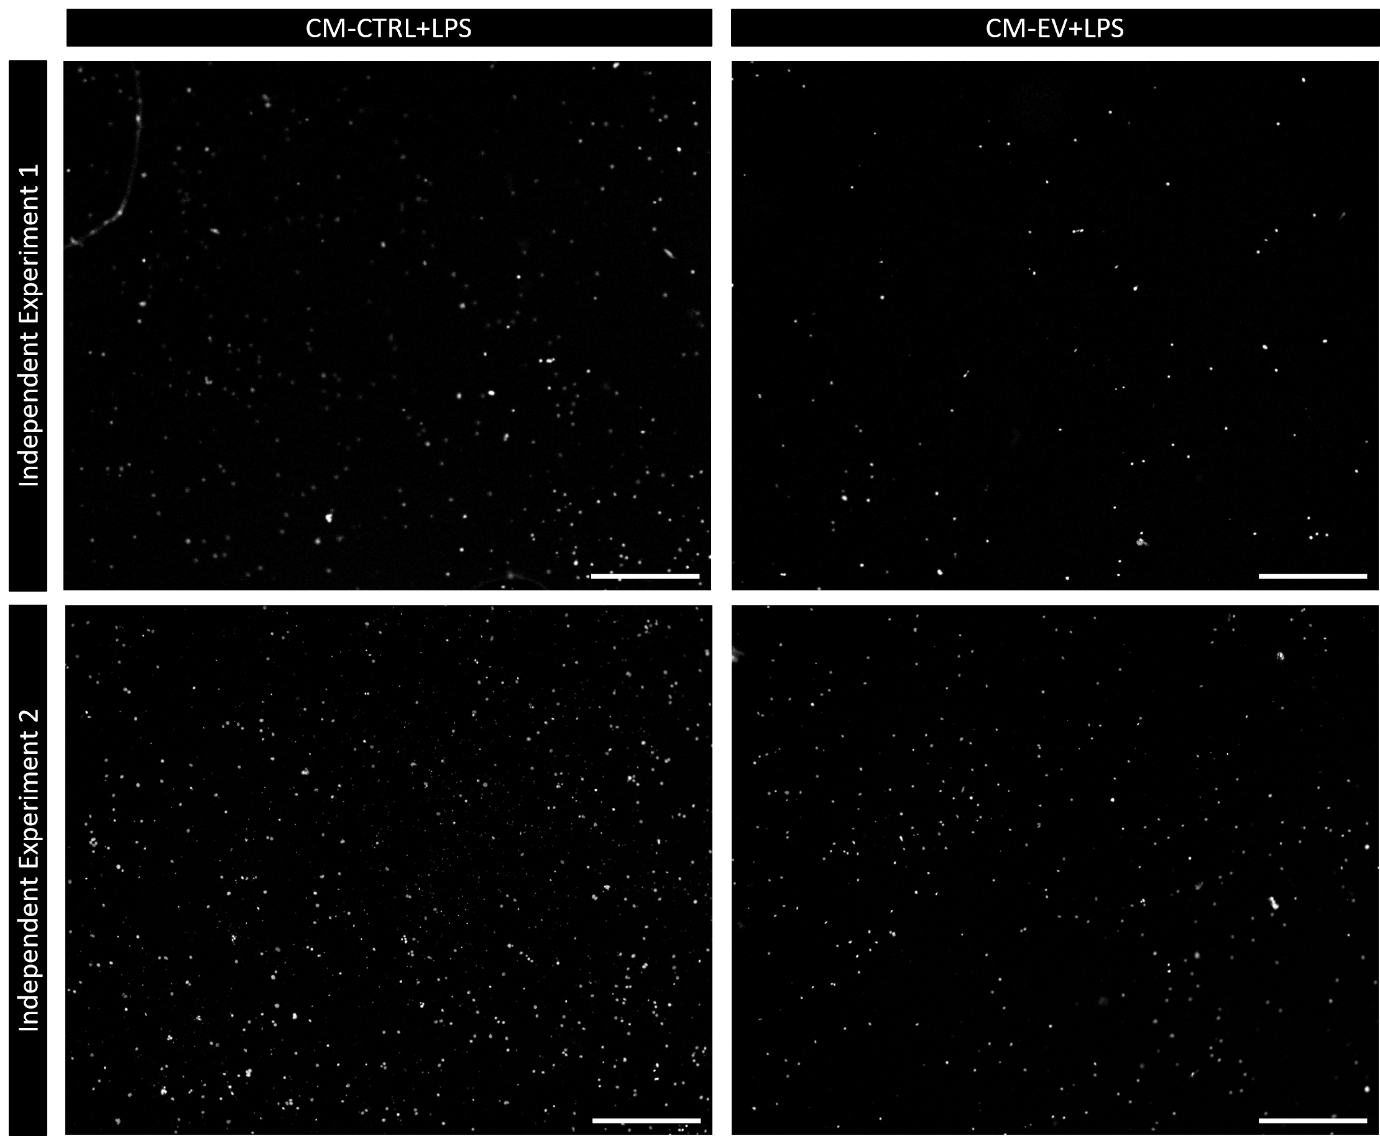 CM-CTRL+LPS
CM-EV+LPS
Independent Experiment 1
Independent Experiment 2